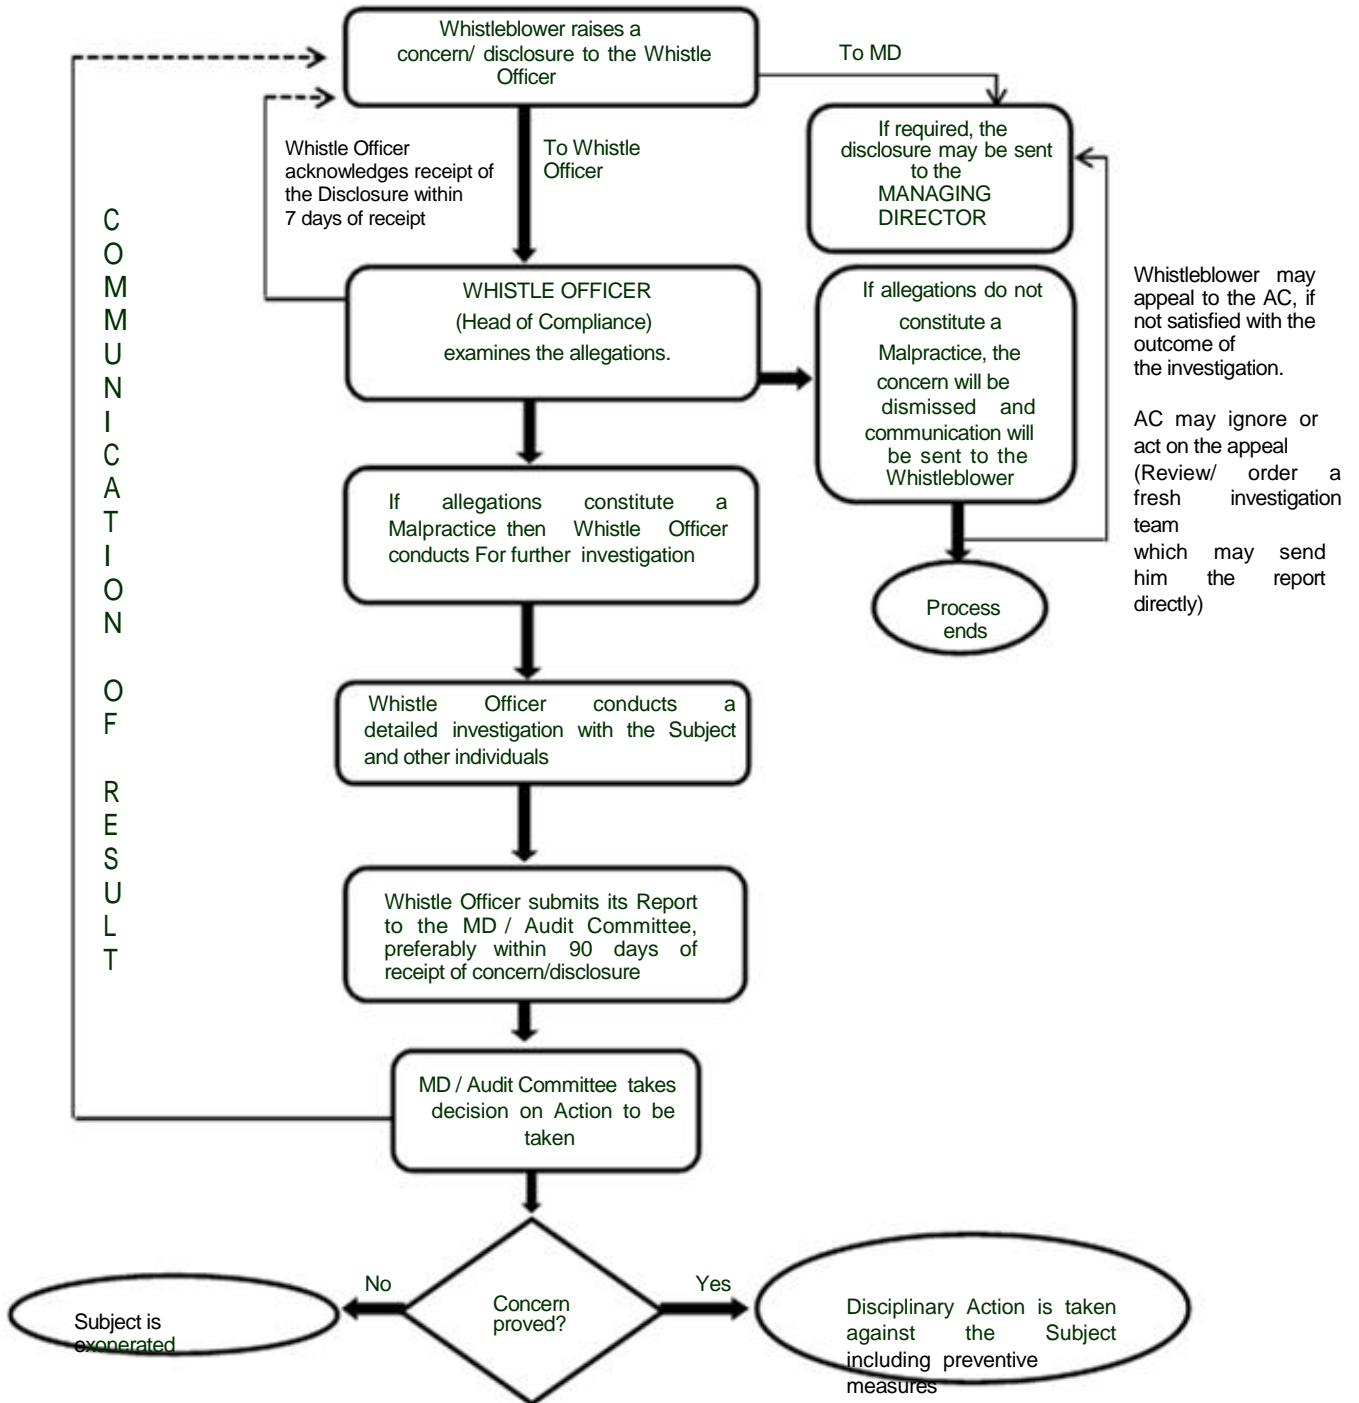 Whistleblower raises a
concern/ disclosure to the Whistle
Officer
To MD
If required, the
disclosure may be sent
to the
MANAGING
DIRECTOR
Whistle Officer
acknowledges receipt of
the Disclosure within
7 days of receipt
To Whistle
Officer
COMMUNICATION OF RESULT
WHISTLE OFFICER
(Head of Compliance)
examines the allegations.
If allegations do not
constitute a
Malpractice, the
concern will be
dismissed and
communication will
be sent to the
Whistleblower
Whistleblower may
appeal to the AC, if
not satisfied with the
outcome of
the investigation.
AC may ignore or
act on the appeal
(Review/ order a
fresh investigation
team
which may send
him the report
directly)
If allegations constitute a
Malpractice then Whistle Officer
conducts For further investigation
Process
ends
Whistle Officer conducts a
detailed investigation with the Subject
and other individuals
Whistle Officer submits its Report
to the MD / Audit Committee,
preferably within 90 days of
receipt of concern/disclosure
MD / Audit Committee takes
decision on Action to be
taken
Concern
proved?
No
Yes
Subject is
exonerated
Disciplinary Action is taken
against the Subject
including preventive
measures